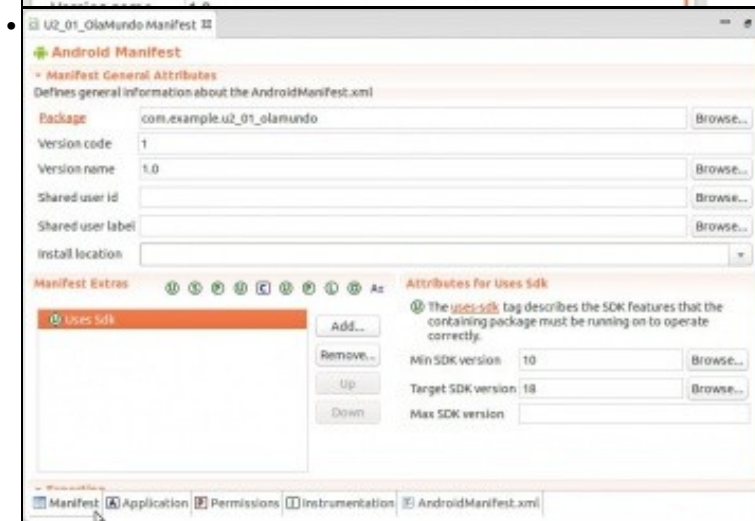 U2_01_OlaMundo Manifest
Android Manifest
Manifest General Attributes
Defines general information about the AndroidManifest.xml
Package com.example.u2_01_olamundo Browse...
Version code 1
Version name 1.0 Browse...
Shared user id Browse...
Shared user label Browse...
Install location
Manifest Extras U S P U C U P L Az Attributes for Uses Sdk
U Uses Sdk
Add...
Remove...
Up
Down
U The uses-sdk tag describes the SDK features that the
containing package must be running on to operate
correctly.
Min SDK version 10 Browse...
Target SDK version 18 Browse...
Max SDK version
Manifest A Application P Permissions I Instrumentation AndroidManifest.xml